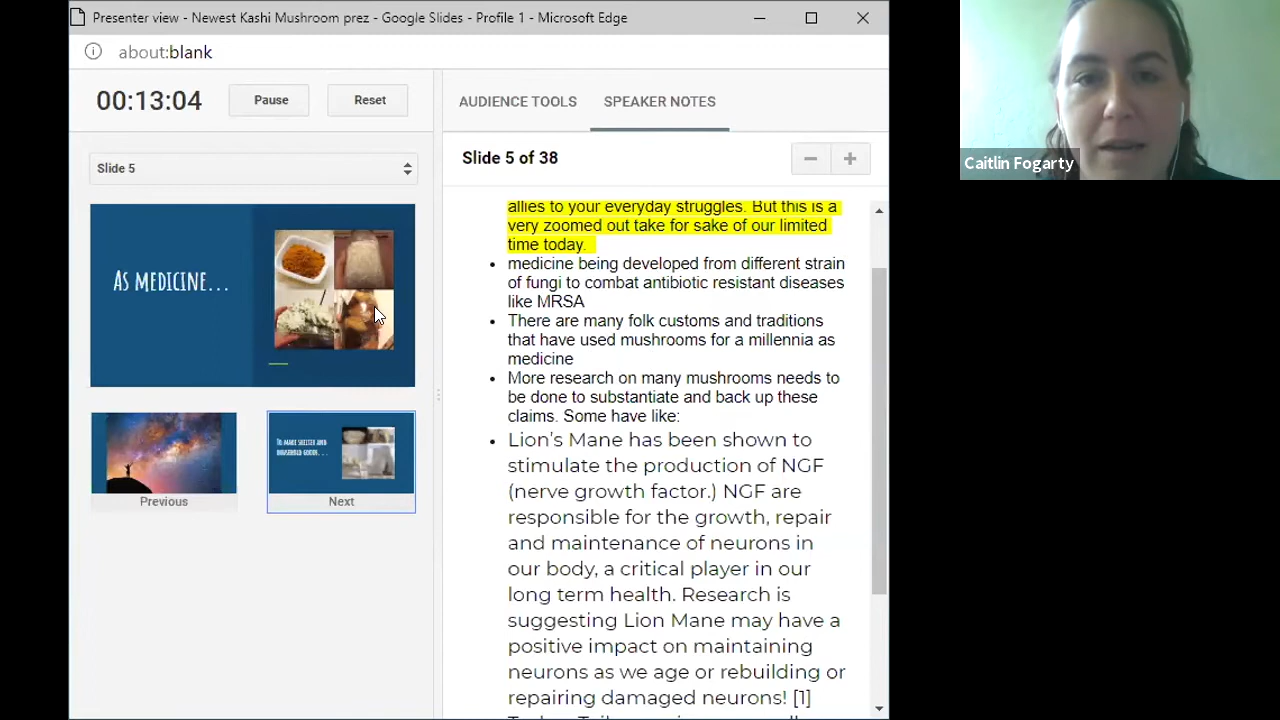 Presenter view - Newest Kashi Mushroom prez - Google Slides - Profile 1 - Microsoft Edge
about:blank
00:13:04
Pause
Reset
Slide 5
AS MEDICINE...
TO MAKE SHELTER AND
HOUSEHOLD GOODS...
Previous
Next
AUDIENCE TOOLS
SPEAKER NOTES
Slide 5 of 38
allies to your everyday struggles. But this is a
very zoomed out take for sake of our limited
time today.
• medicine being developed from different strain
of fungi to combat antibiotic resistant diseases
like MRSA
• There are many folk customs and traditions
that have used mushrooms for a millennia as
medicine
• More research on many mushrooms needs to
be done to substantiate and back up these
claims. Some have like:
• Lion's Mane has been shown to
stimulate the production of NGF
(nerve growth factor.) NGF are
responsible for the growth, repair
and maintenance of neurons in
our body, a critical player in our
long term health. Research is
suggesting Lion Mane may have a
positive impact on maintaining
neurons as we age or rebuilding or
repairing damaged neurons! [1]
Caitlin Fogarty